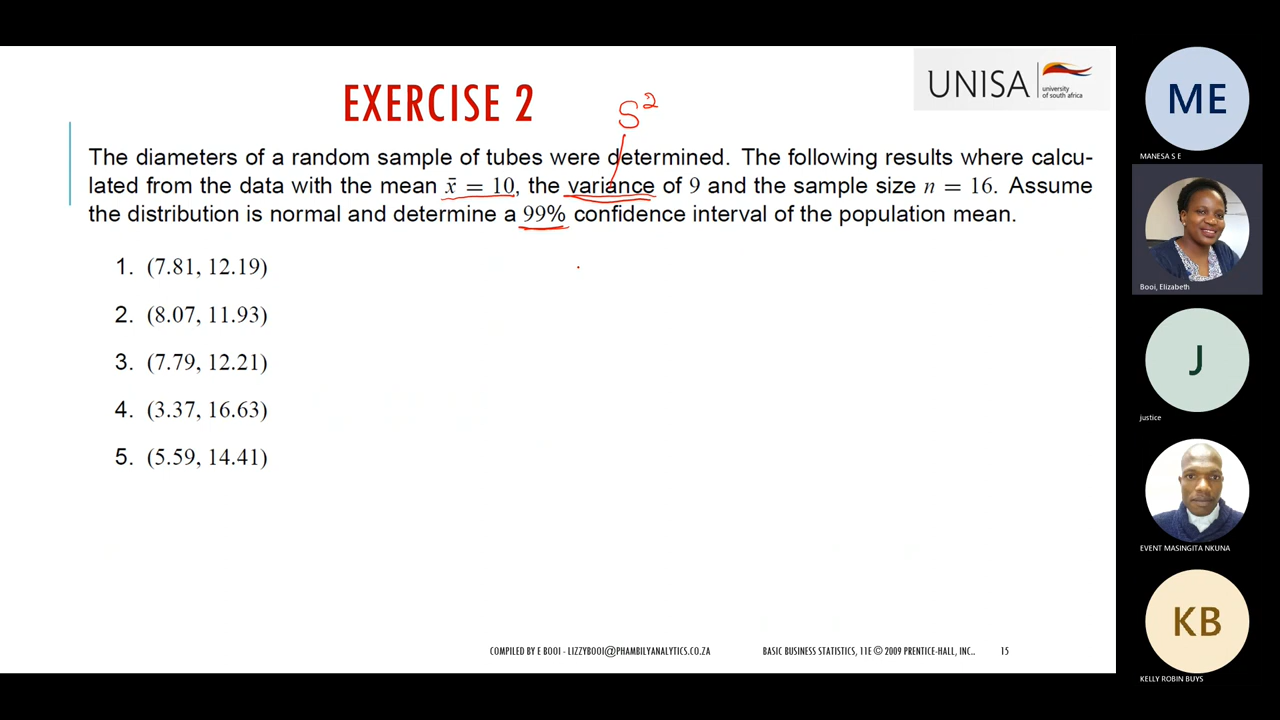 EXERCISE 2
UNISA
university
of south africa
S²
The diameters of a random sample of tubes were determined. The following results where calcu-
lated from the data with the mean x̄ = 10, the variance of 9 and the sample size n = 16. Assume
the distribution is normal and determine a 99% confidence interval of the population mean.
1. (7.81, 12.19)
2. (8.07, 11.93)
3. (7.79, 12.21)
4. (3.37, 16.63)
5. (5.59, 14.41)
COMPILED BY E BOOI - LIZZYBOOI@PHAMBILYANALYTICS.CO.ZA
BASIC BUSINESS STATISTICS, 11E © 2009 PRENTICE-HALL, INC..
15
ME
MANESA S E
Booi, Elizabeth
J
justice
EVENT MASINGITA NKUNA
KB
KELLY ROBIN BUYS